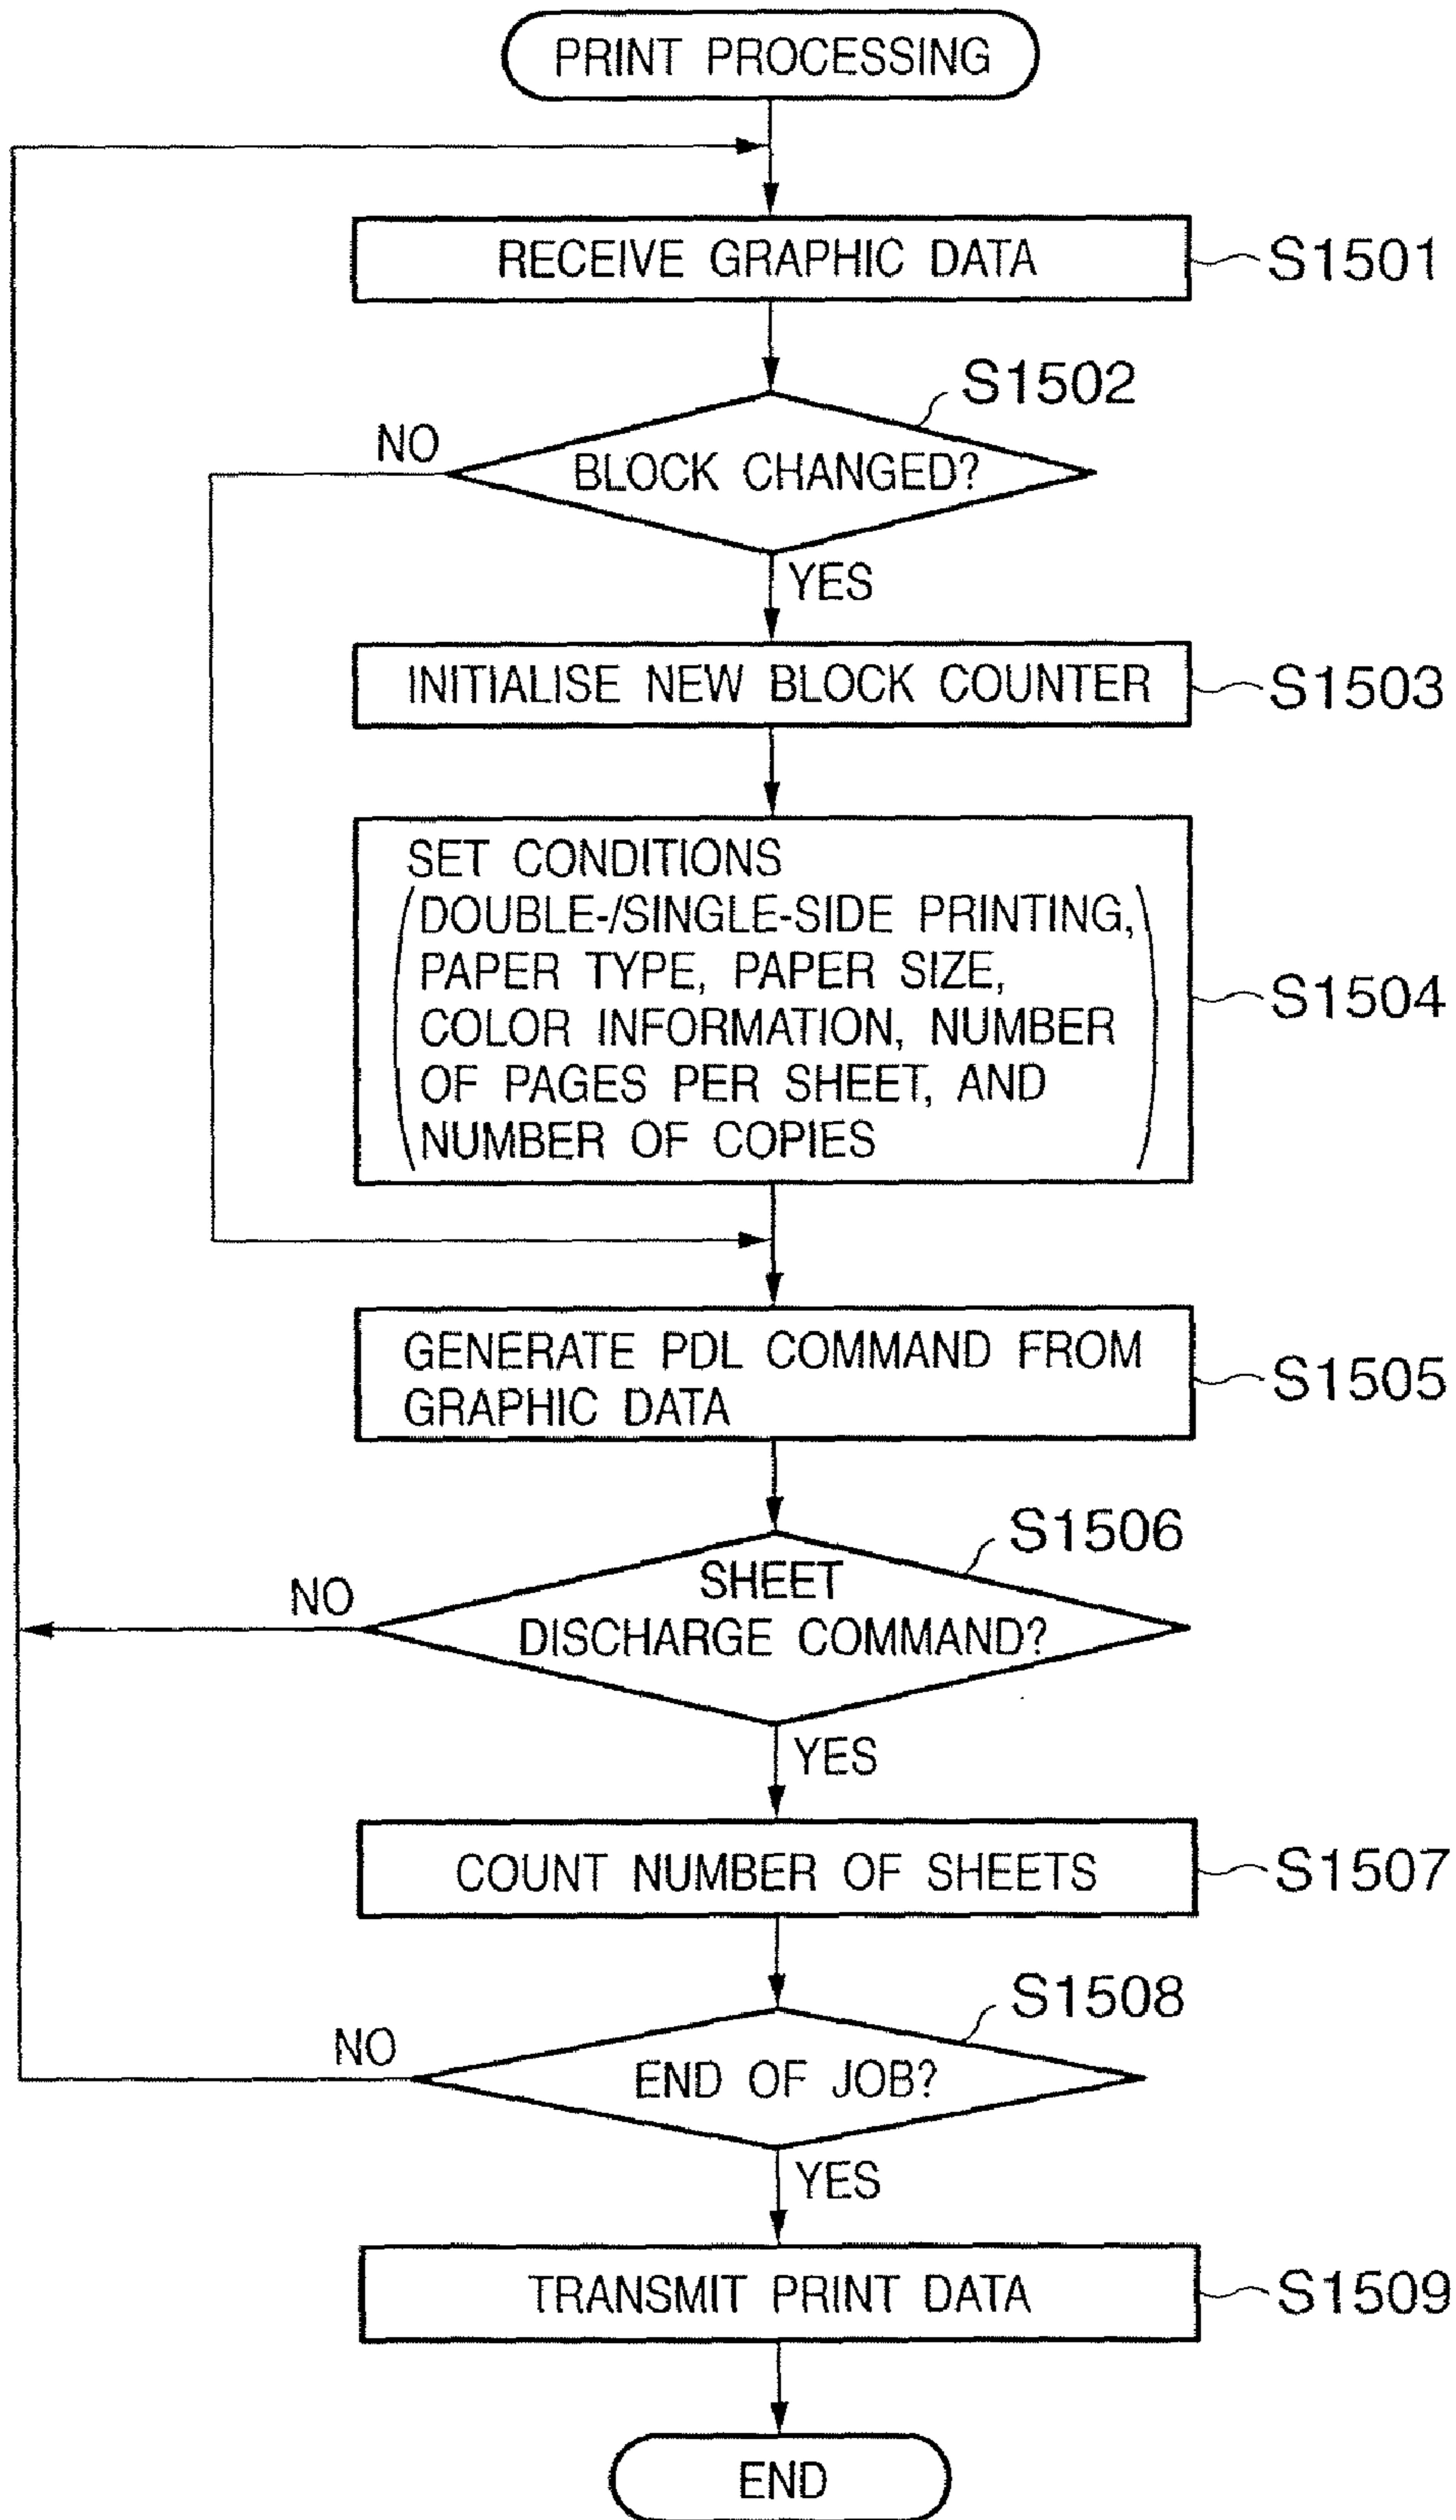 PRINT PROCESSING
RECEIVE GRAPHIC DATA
S1501
S1502
NO
BLOCK CHANGED?
YES
INITIALISE NEW BLOCK COUNTER
S1503
SET CONDITIONS
DOUBLE-/SINGLE-SIDE PRINTING,
PAPER TYPE, PAPER SIZE,
COLOR INFORMATION, NUMBER
OF PAGES PER SHEET, AND
NUMBER OF COPIES
S1504
GENERATE PDL COMMAND FROM
GRAPHIC DATA
S1505
S1506
NO
SHEET
DISCHARGE COMMAND?
YES
COUNT NUMBER OF SHEETS
S1507
S1508
NO
END OF JOB?
YES
TRANSMIT PRINT DATA
S1509
END